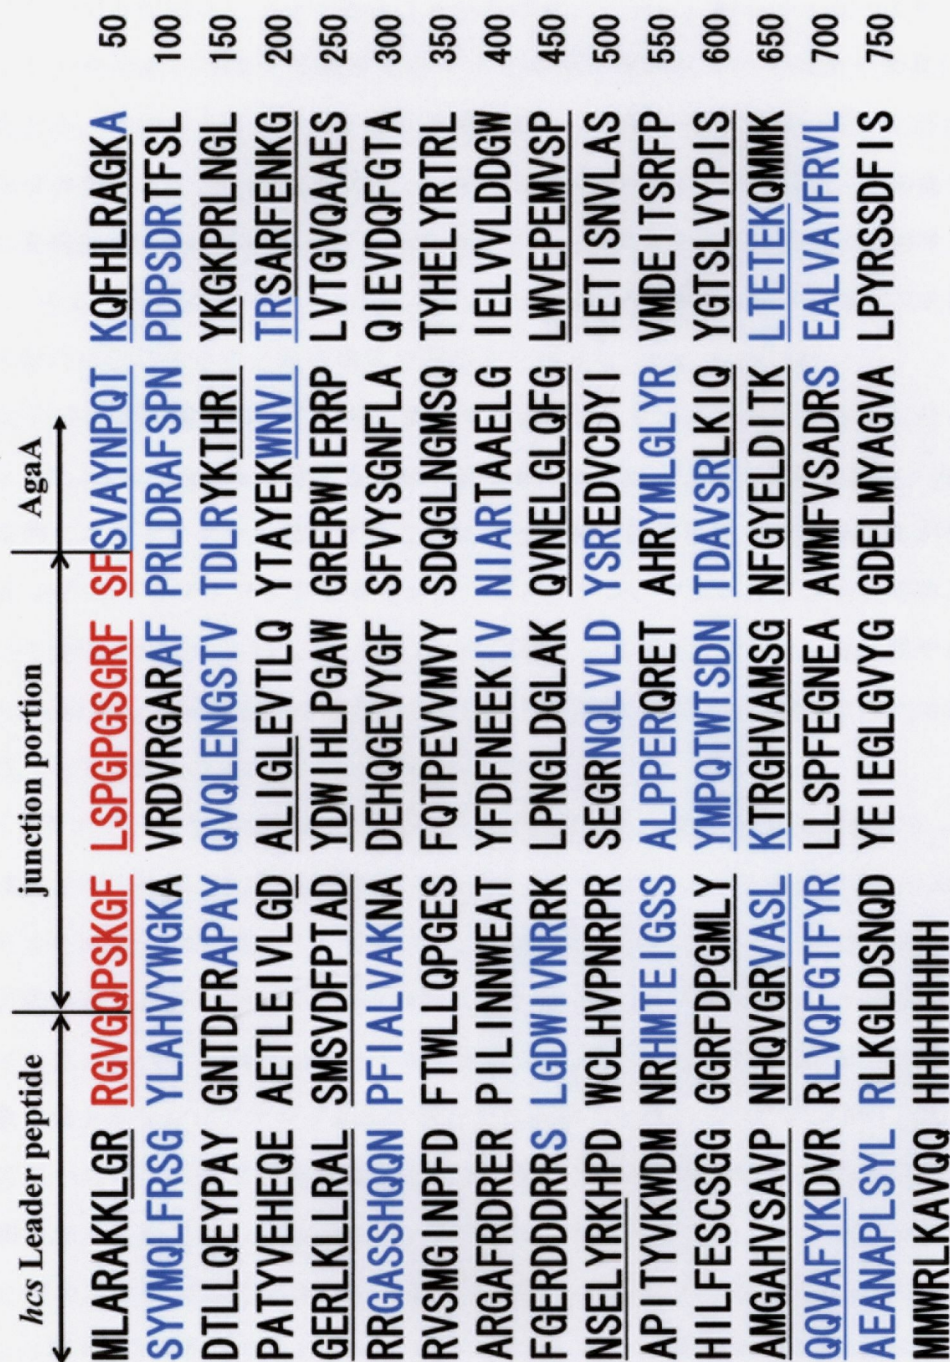 hcs Leader peptide junction portion AgaA
MLARAKKLGR RGVGQPSKGF LSPGPGSGRF SFSVAYNPQT KQFHLRAGKA 50
SYVMQLFRSG YLAHVYWGKA VRDVRGARAF PRLDRAFSPN PDPSDRTFSL 100
DTLLQEYPAY GNTDFRAPAY QVQLENGSTV TDLRYKTHRI YKGKPRLNGL 150
PATYVEHEQE AETLEIVLGD ALIGLEVTLQ YTAYEKWNVI TRSARFENKG 200
GERLKLLRAL SMSVDFPTAD YDWIHLPGAW GRERWIERRP LVTGVQAAES 250
RRGASSHQQN PFIALVAKNA DEHQGEVYGF SFVYSGNFLA QIEVDQFGTA 300
RVSMGINPFD FTWLLQPGES FQTPEVVMVY SDQGLNGMSQ TYHELYRTRL 350
ARGAFRDRER PILINNWEAT YFDFNEEKIV NIARTAAELG IELVVLDDGW 400
FGERDDDRRS LGDWIVNRRK LPNGLDGLAK QVNELGLQFG LWVEPEMVSP 450
NSELYRKHPD WCLHVPNRPR SEGRNQLVLD YSREDVCDYI IETISNVLAS 500
APITYVKWDM NRHMTEIGSS ALPPERQRET AHRYMLGLYR VMDEITSRFP 550
HILFESCSGG GGRFDPGMLY YMPQTWTSDN TDAVSRLKIQ YGTSLVYPIS 600
AMGAHVSAVP NHQVGRVASL KTRGHVAMSG NFGYELDITK LTETEKQMMK 650
QQVAFYKDVR RLVQFGTFYR LLSPFEGNEA AWMFVSADRS EALVAYFRVL 700
AEANAPLSYL RLKGLDSNQD YEIEGLGVYG GDELMYAGVA LPYRSSDFIS 750
MMWRLKAVQQ HHHHHHHH